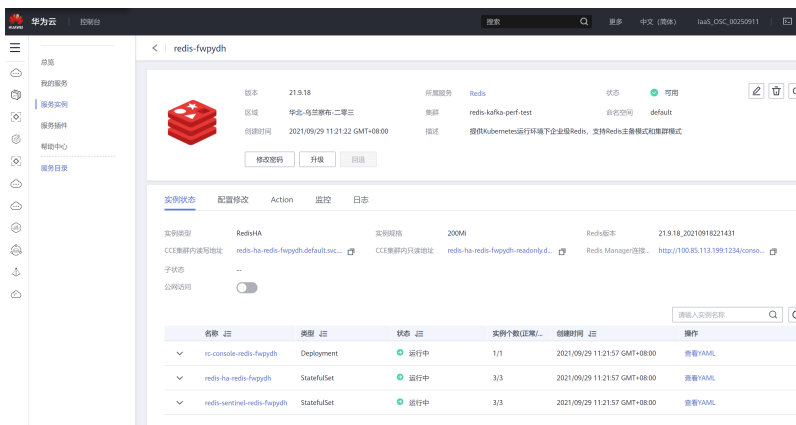 HUAWEI 华为云 控制台 搜索 更多 中文 (简体) IaaS_OSC_00250911
redis-fwpydh
总览
我的服务
服务实例
服务插件
帮助中心
服务目录
版本 21.9.18 所属服务 Redis 状态 可用
区域 华北-乌兰察布-二零三 集群 redis-kafka-perf-test 命名空间 default
创建时间 2021/09/29 11:21:22 GMT+08:00 描述 提供Kubernetes运行环境下企业级Redis，支持Redis主备模式和集群模式
修改密码 升级 回退
实例状态 配置修改 Action 监控 日志
实例类型 RedisHA 实例规格 200Mi Redis版本 21.9.18_20210918221431
CCE集群内读写地址 redis-ha-redis-fwpydh.default.svc.... CCE集群内只读地址 redis-ha-redis-fwpydh-readonly.d... Redis Manager连接... http://100.85.113.199:1234/conso...
子状态 --
公网访问
请输入实例名称
名称 类型 状态 实例个数(正常/... 创建时间 操作
rc-console-redis-fwpydh Deployment 运行中 1/1 2021/09/29 11:21:57 GMT+08:00 查看YAML
redis-ha-redis-fwpydh StatefulSet 运行中 3/3 2021/09/29 11:21:57 GMT+08:00 查看YAML
redis-sentinel-redis-fwpydh StatefulSet 运行中 3/3 2021/09/29 11:21:57 GMT+08:00 查看YAML